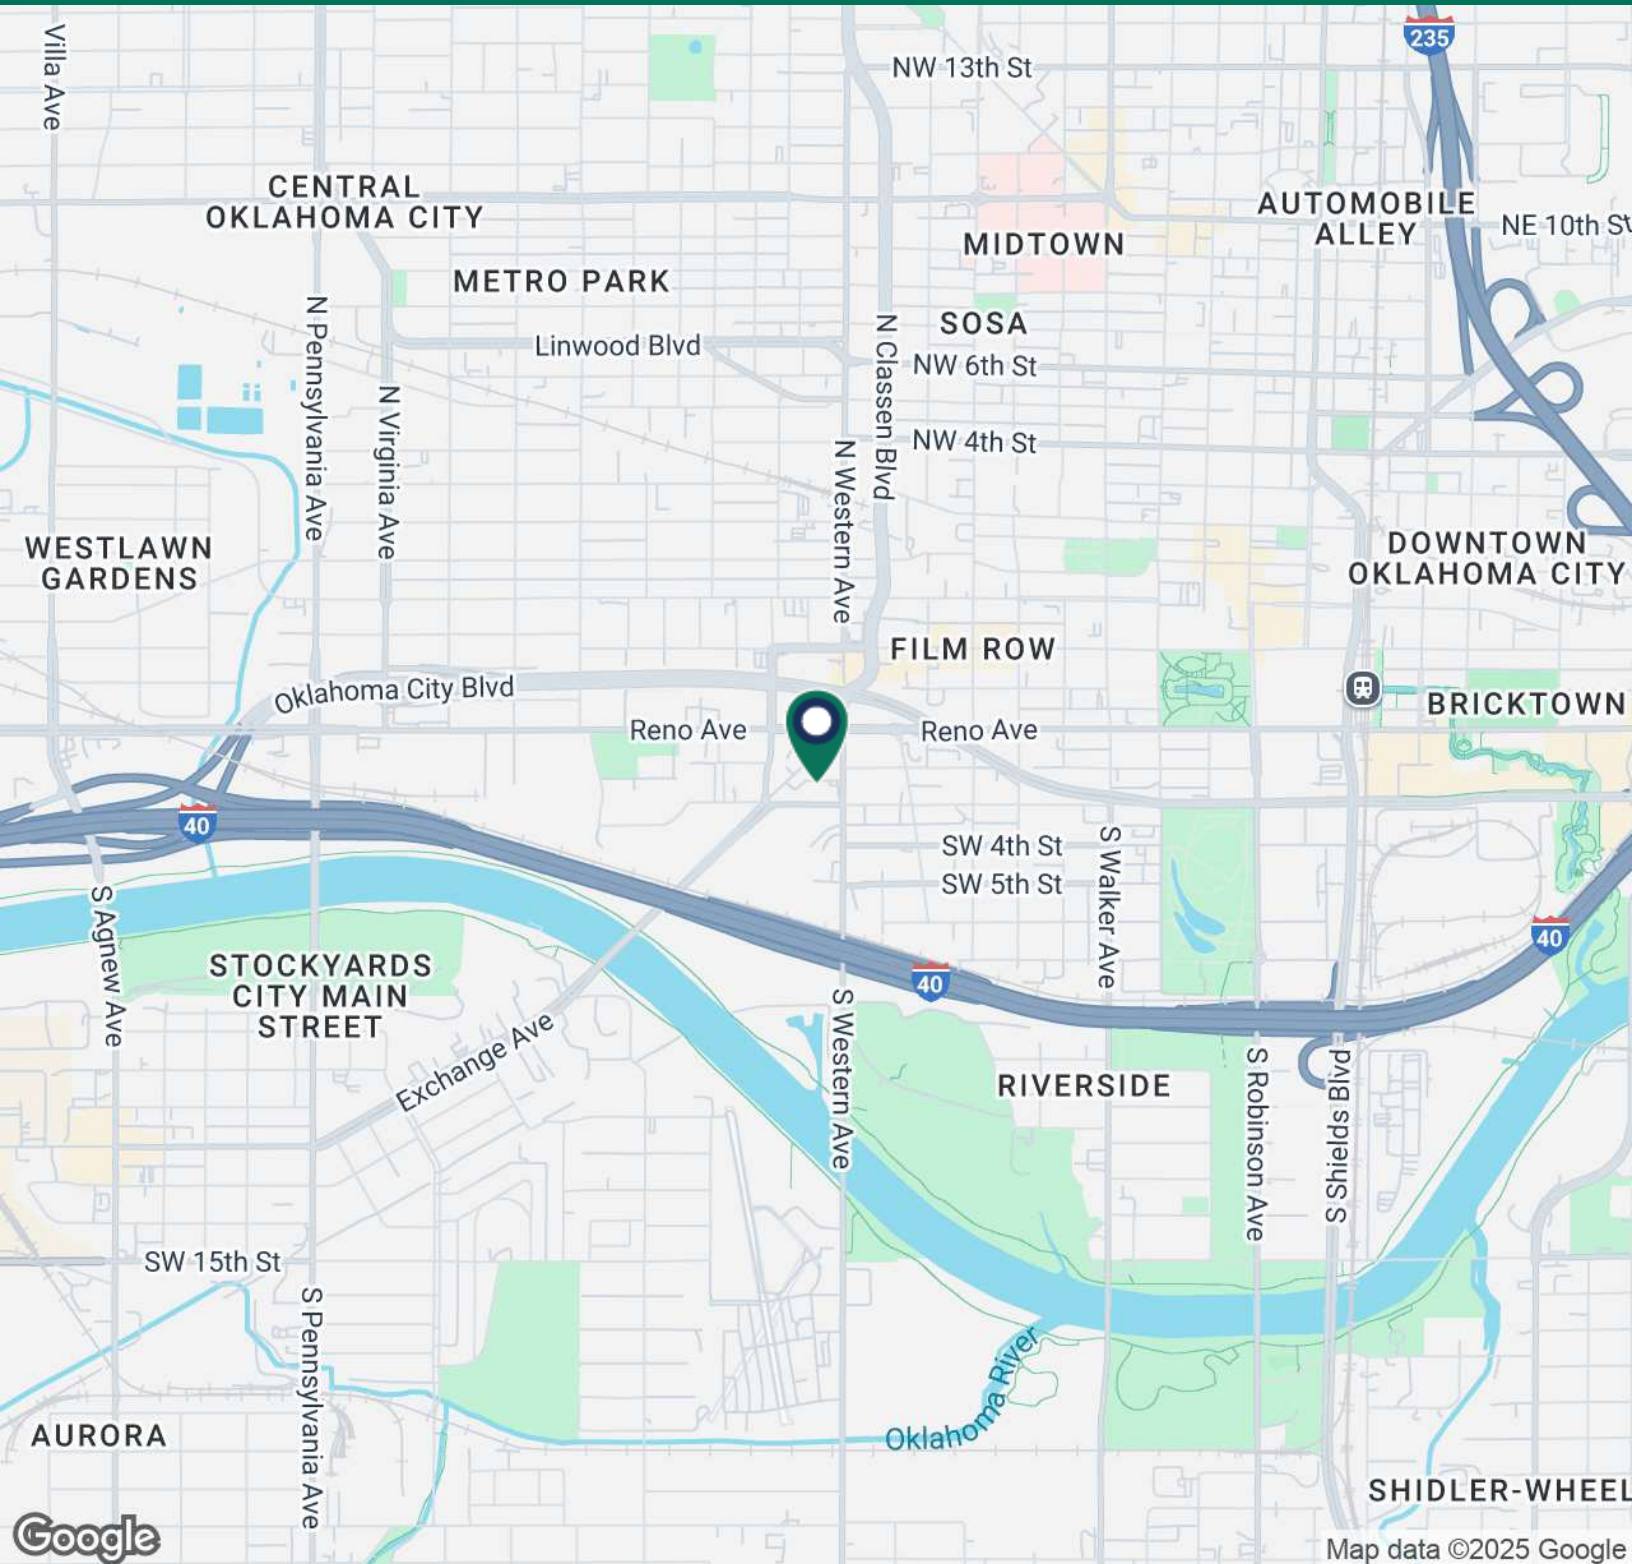 Villa Ave
235
NW 13th St
CENTRAL
OKLAHOMA CITY
AUTOMOBILE
ALLEY
NE 10th St
MIDTOWN
METRO PARK
SOSA
Linwood Blvd
NW 6th St
N Pennsylvania Ave
N Virginia Ave
N Classen Blvd
NW 4th St
N Western Ave
WESTLAWN
GARDENS
DOWNTOWN
OKLAHOMA CITY
FILM ROW
Oklahoma City Blvd
BRICKTOWN
Reno Ave
Reno Ave
40
SW 4th St
SW 5th St
S Walker Ave
S Agnew Ave
40
STOCKYARDS
CITY MAIN
STREET
40
Exchange Ave
S Western Ave
RIVERSIDE
S Robinson Ave
S Shields Blvd
SW 15th St
S Pennsylvania Ave
Oklahoma River
AURORA
SHIDLER-WHEEL
Google
Map data ©2025 Google